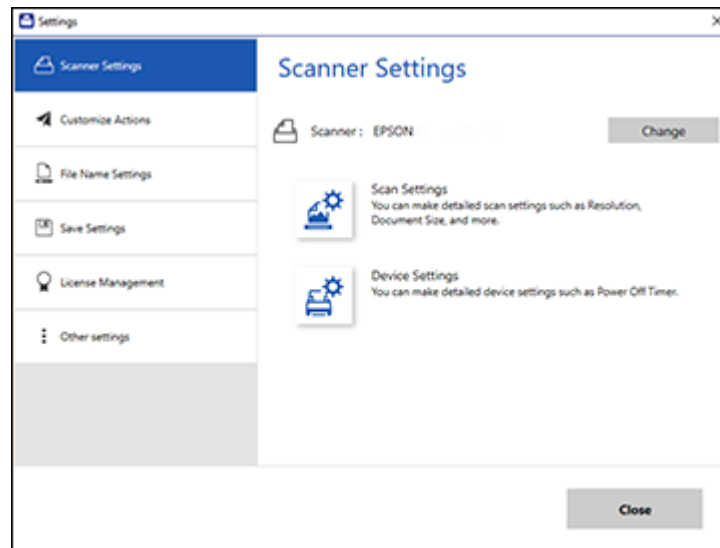 Settings
Scanner Settings
Customize Actions
File Name Settings
Save Settings
License Management
Other settings
Scanner Settings
Scanner : EPSON
Change
Scan Settings
You can make detailed scan settings such as Resolution,
Document Size, and more.
Device Settings
You can make detailed device settings such as Power Off Timer.
Close